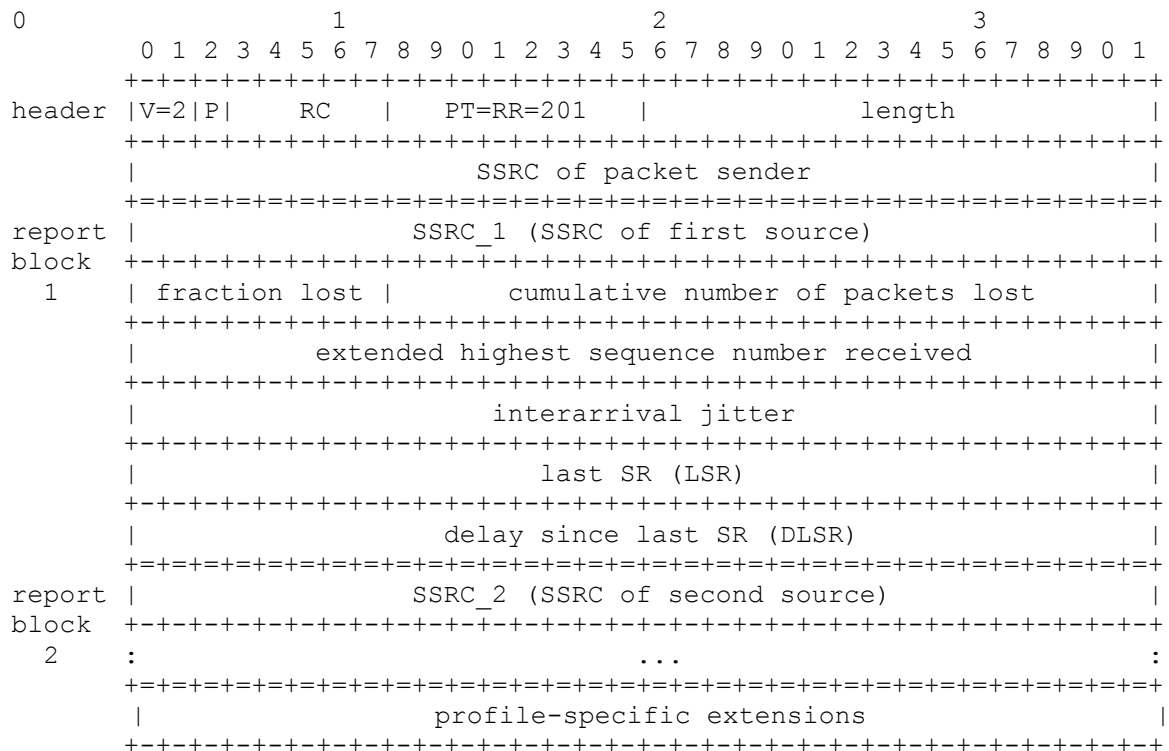 0                   1                   2                   3
        0 1 2 3 4 5 6 7 8 9 0 1 2 3 4 5 6 7 8 9 0 1 2 3 4 5 6 7 8 9 0 1
       +-+-+-+-+-+-+-+-+-+-+-+-+-+-+-+-+-+-+-+-+-+-+-+-+-+-+-+-+-+-+-+-+
header |V=2|P|    RC   |   PT=RR=201   |             length            |
       +-+-+-+-+-+-+-+-+-+-+-+-+-+-+-+-+-+-+-+-+-+-+-+-+-+-+-+-+-+-+-+-+
       |                     SSRC of packet sender                     |
       +=+=+=+=+=+=+=+=+=+=+=+=+=+=+=+=+=+=+=+=+=+=+=+=+=+=+=+=+=+=+=+=+
report |                 SSRC_1 (SSRC of first source)                 |
block  +-+-+-+-+-+-+-+-+-+-+-+-+-+-+-+-+-+-+-+-+-+-+-+-+-+-+-+-+-+-+-+-+
  1    | fraction lost |       cumulative number of packets lost       |
       +-+-+-+-+-+-+-+-+-+-+-+-+-+-+-+-+-+-+-+-+-+-+-+-+-+-+-+-+-+-+-+-+
       |           extended highest sequence number received           |
       +-+-+-+-+-+-+-+-+-+-+-+-+-+-+-+-+-+-+-+-+-+-+-+-+-+-+-+-+-+-+-+-+
       |                      interarrival jitter                      |
       +-+-+-+-+-+-+-+-+-+-+-+-+-+-+-+-+-+-+-+-+-+-+-+-+-+-+-+-+-+-+-+-+
       |                         last SR (LSR)                         |
       +-+-+-+-+-+-+-+-+-+-+-+-+-+-+-+-+-+-+-+-+-+-+-+-+-+-+-+-+-+-+-+-+
       |                   delay since last SR (DLSR)                  |
       +=+=+=+=+=+=+=+=+=+=+=+=+=+=+=+=+=+=+=+=+=+=+=+=+=+=+=+=+=+=+=+=+
report |                 SSRC_2 (SSRC of second source)                |
block  +-+-+-+-+-+-+-+-+-+-+-+-+-+-+-+-+-+-+-+-+-+-+-+-+-+-+-+-+-+-+-+-+
  2    :                               ...                             :
       +=+=+=+=+=+=+=+=+=+=+=+=+=+=+=+=+=+=+=+=+=+=+=+=+=+=+=+=+=+=+=+=+
        |                  profile-specific extensions                  |
       +-+-+-+-+-+-+-+-+-+-+-+-+-+-+-+-+-+-+-+-+-+-+-+-+-+-+-+-+-+-+-+-+